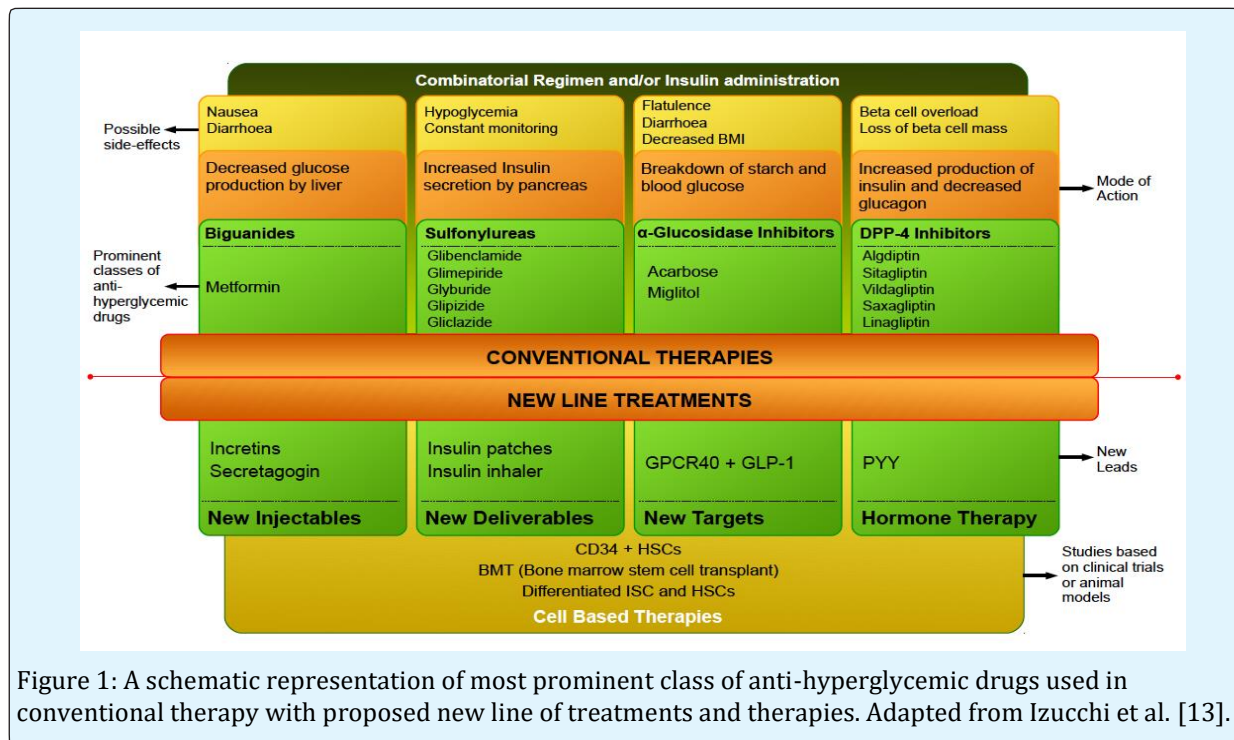 Combinatorial Regimen and/or Insulin administration
Possible
side-effects
Nausea
Diarrhoea
Hypoglycemia
Constant monitoring
Flatulence
Diarrhoea
Decreased BMI
Beta cell overload
Loss of beta cell mass
Decreased glucose
production by liver
Increased Insulin
secretion by pancreas
Breakdown of starch and
blood glucose
Increased production of
insulin and decreased
glucagon
Mode of
Action
Prominent
classes of
anti-
hyperglycemic
drugs
Biguanides
Metformin
Sulfonylureas
Glibenclamide
Glimepiride
Glyburide
Glipizide
Gliclazide
α-Glucosidase Inhibitors
Acarbose
Miglitol
DPP-4 Inhibitors
Algdiptin
Sitagliptin
Vildagliptin
Saxagliptin
Linagliptin
CONVENTIONAL THERAPIES
NEW LINE TREATMENTS
Incretins
Secretagogin
New Injectables
Insulin patches
Insulin inhaler
New Deliverables
GPCR40 + GLP-1
New Targets
PYY
Hormone Therapy
New
Leads
CD34 + HSCs
BMT (Bone marrow stem cell transplant)
Differentiated ISC and HSCs
Cell Based Therapies
Studies based
on clinical trials
or animal
models
Figure 1: A schematic representation of most prominent class of anti-hyperglycemic drugs used in
conventional therapy with proposed new line of treatments and therapies. Adapted from Izucchi et al. [13].